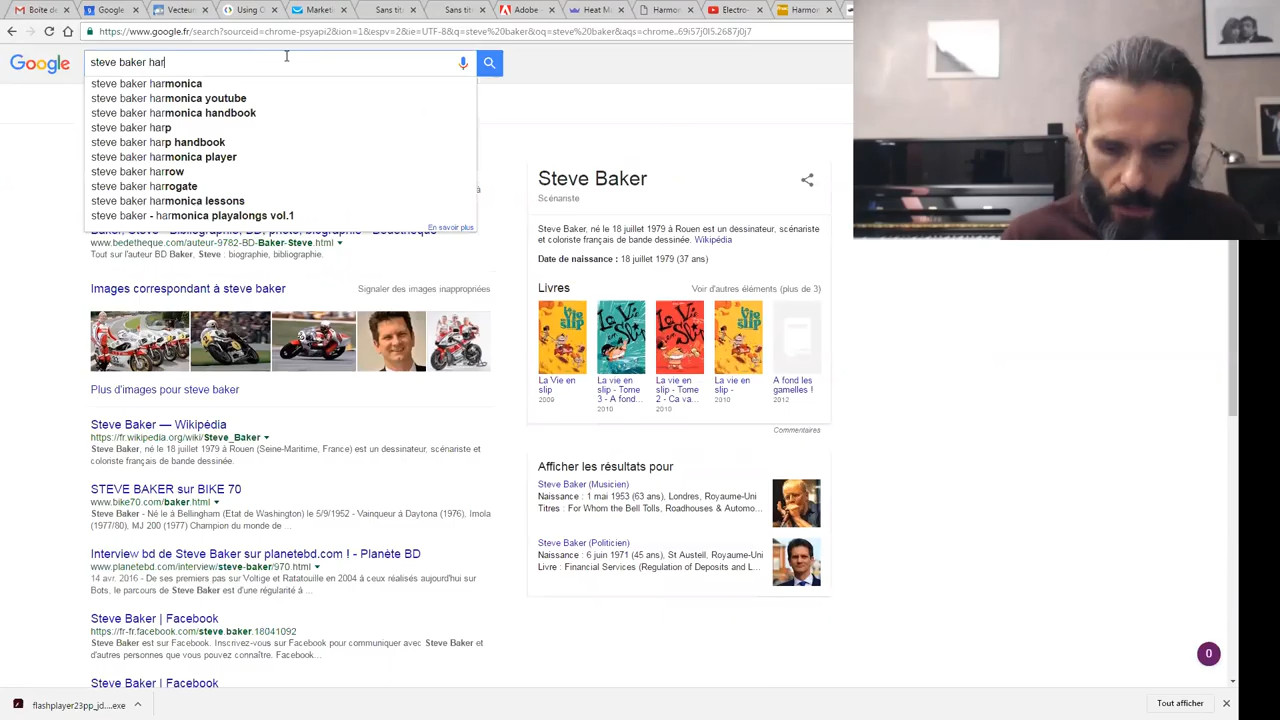 Boîte de
Vecteur
Using C
Marketin
Sans tit
Sans tit
Adobe
Heat M
Harmon
Electro-
Harmon
https://www.google.fr/search?sourceid=chrome-psyapi2&ion=1&espv=2&ie=UTF-8&q=steve%20baker&oq=steve%20baker&aqs=chrome..69i57j0l5.2687j0j7
Google
steve baker har
steve baker harmonica
steve baker harmonica youtube
steve baker harmonica handbook
steve baker harp
steve baker harp handbook
steve baker harmonica player
steve baker harrow
steve baker harrogate
steve baker harmonica lessons
steve baker - harmonica playalongs vol.1
En savoir plus
à
www.bedetheque.com/auteur-9782-BD-Baker-Steve.html
Tout sur l'auteur BD Baker, Steve : biographie, bibliographie.
Images correspondant à steve baker
Signaler des images inappropriées
Plus d'images pour steve baker
Steve Baker — Wikipédia
https://fr.wikipedia.org/wiki/Steve_Baker
Steve Baker, né le 18 juillet 1979 à Rouen (Seine-Maritime, France) est un dessinateur, scénariste et
coloriste français de bande dessinée.
STEVE BAKER sur BIKE 70
www.bike70.com/baker.html
Steve Baker - Né le à Bellingham (Etat de Washington) le 5/9/1952 - Vainqueur à Daytona (1976), Imola
(1977/80), MJ 200 (1977) Champion du monde de ...
Interview bd de Steve Baker sur planetebd.com ! - Planète BD
www.planetebd.com/interview/steve-baker/970.html
14 avr. 2016 - De ses premiers pas sur Voltige et Ratatouille en 2004 à ceux réalisés aujourd'hui sur
Bots, le parcours de Steve Baker est d'une régularité à ...
Steve Baker | Facebook
https://fr-fr.facebook.com/steve.baker.18041092
Steve Baker est sur Facebook. Inscrivez-vous sur Facebook pour communiquer avec Steve Baker et
d'autres personnes que vous pouvez connaître. Facebook...
Steve Baker | Facebook
Steve Baker
Scénariste
Steve Baker, né le 18 juillet 1979 à Rouen est un dessinateur, scénariste
et coloriste français de bande dessinée. Wikipédia
Date de naissance : 18 juillet 1979 (37 ans)
Livres
Voir d'autres éléments (plus de 3)
La Vie en slip 2009
La vie en slip - Tome 3 - A fond... 2010
La vie en slip - Tome 2 - Ca va... 2010
La vie en slip - 2010
A fond les gamelles ! 2012
Commentaires
Afficher les résultats pour
Steve Baker (Musicien)
Naissance : 1 mai 1953 (63 ans), Londres, Royaume-Uni
Titres : For Whom the Bell Tolls, Roadhouses & Automo...
Steve Baker (Politicien)
Naissance : 6 juin 1971 (45 ans), St Austell, Royaume-Uni
Livre : Financial Services (Regulation of Deposits and L...
0
flashplayer23pp_jd....exe
Tout afficher